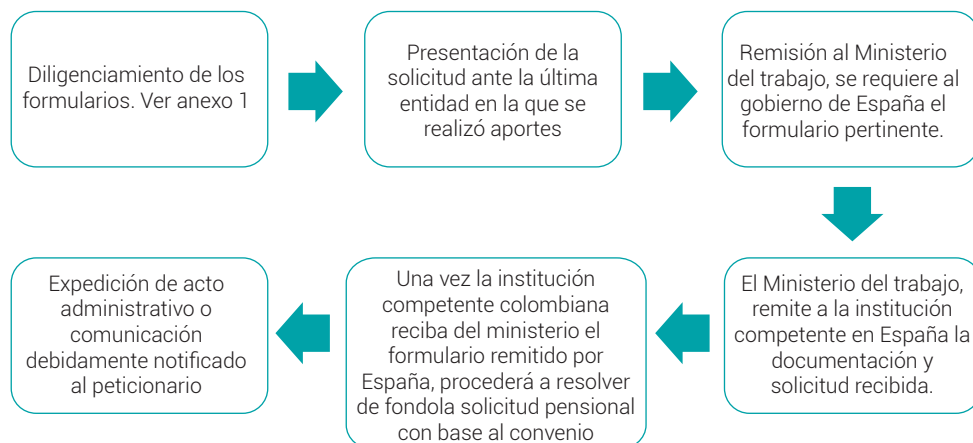 Diligenciamiento de los
formularios. Ver anexo 1
Presentación de la
solicitud ante la última
entidad en la que se
realizó aportes
Remisión al Ministerio
del trabajo, se requiere al
gobierno de España el
formulario pertinente.
El Ministerio del trabajo,
remite a la institución
competente en España la
documentación y
solicitud recibida.
Una vez la institución
competente colombiana
reciba del ministerio el
formulario remitido por
España, procederá a resolver
de fondola solicitud pensional
con base al convenio
Expedición de acto
administrativo o
comunicación
debidamente notificado
al peticionario